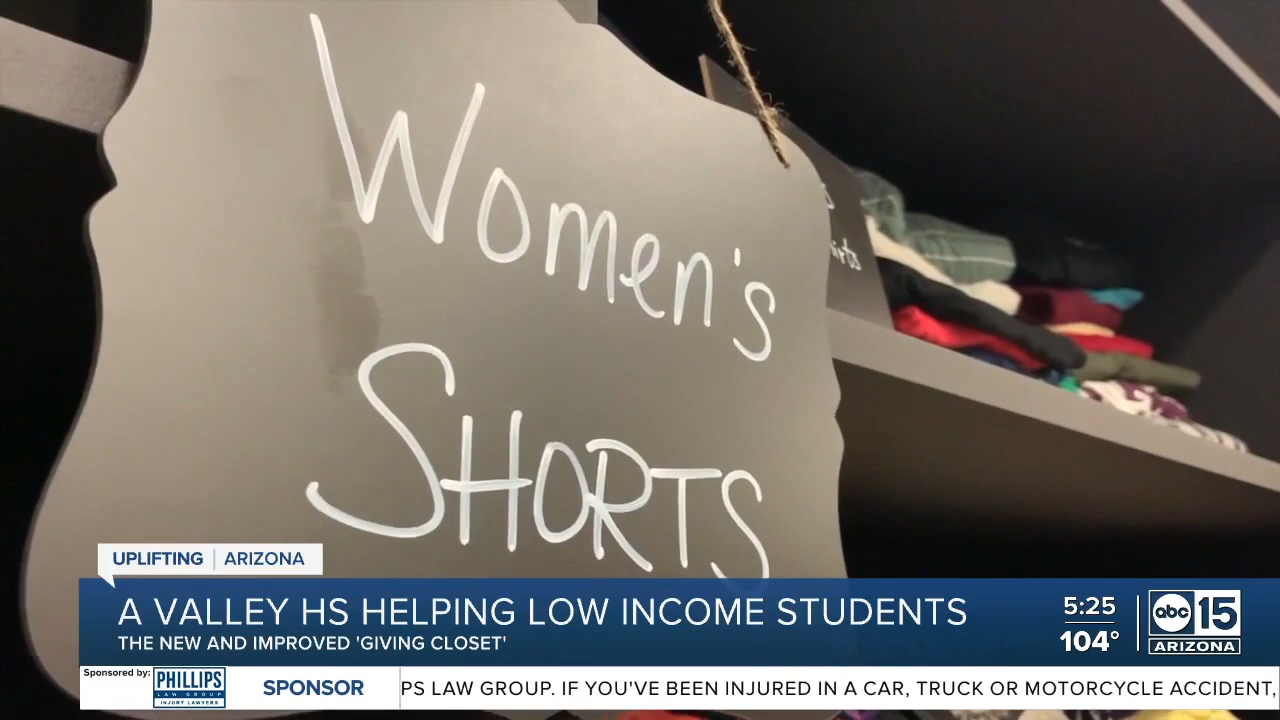 Women's
SHORTS
UPLIFTING | ARIZONA
A VALLEY HS HELPING LOW INCOME STUDENTS
THE NEW AND IMPROVED 'GIVING CLOSET'
5:25
104°
abc 15
ARIZONA
Sponsored by:
PHILLIPS
LAW GROUP
INJURY LAWYERS
SPONSOR
PS LAW GROUP. IF YOU'VE BEEN INJURED IN A CAR, TRUCK OR MOTORCYCLE ACCIDENT,